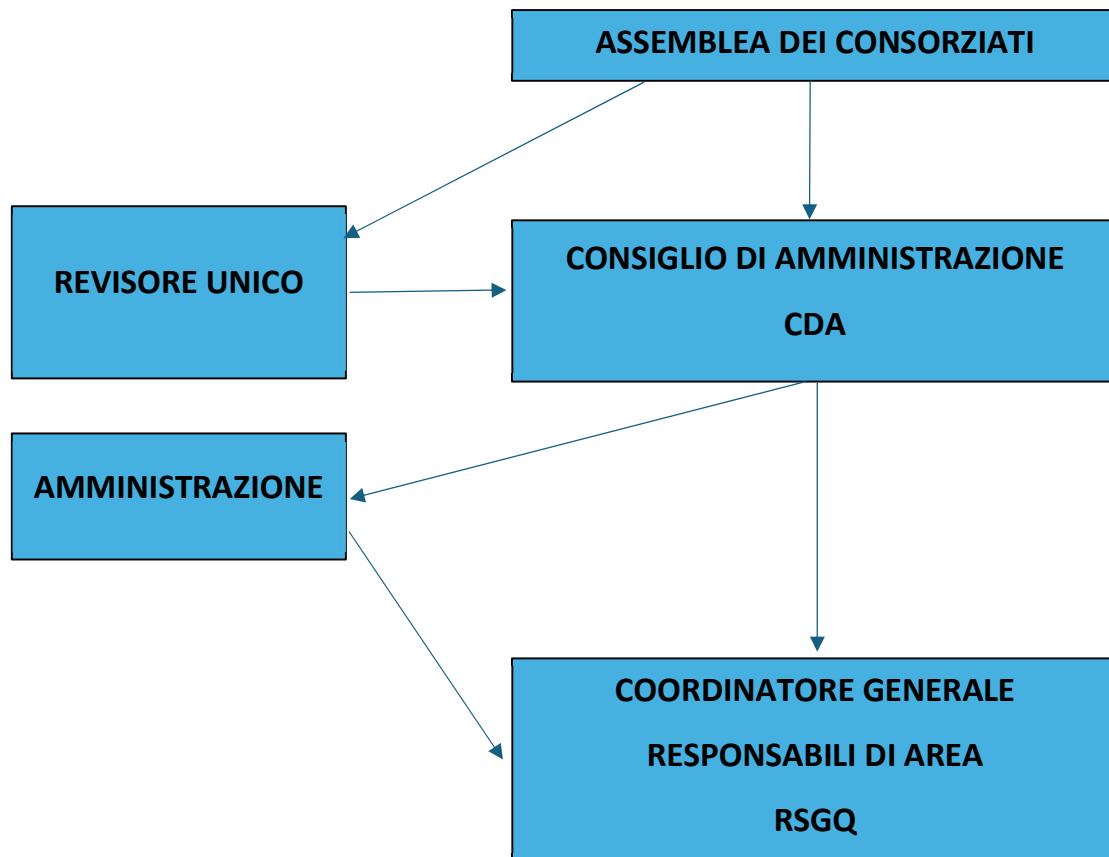 ASSEMBLEA DEI CONSORZIATI
REVISORE UNICO
CONSIGLIO DI AMMINISTRAZIONE
CDA
AMMINISTRAZIONE
COORDINATORE GENERALE
RESPONSABILI DI AREA
RSGQ